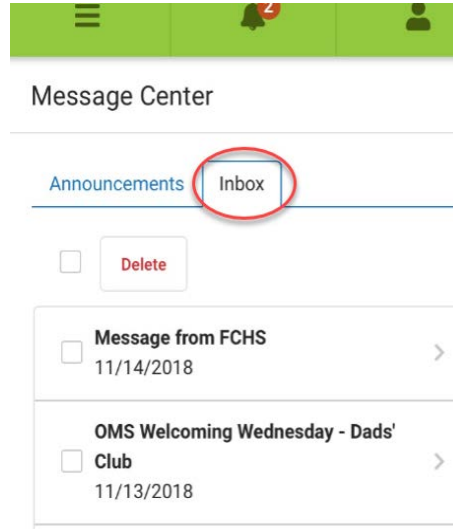 2
Message Center
Announcements Inbox
Delete
Message from FCHS
11/14/2018
OMS Welcoming Wednesday - Dads'
Club
11/13/2018